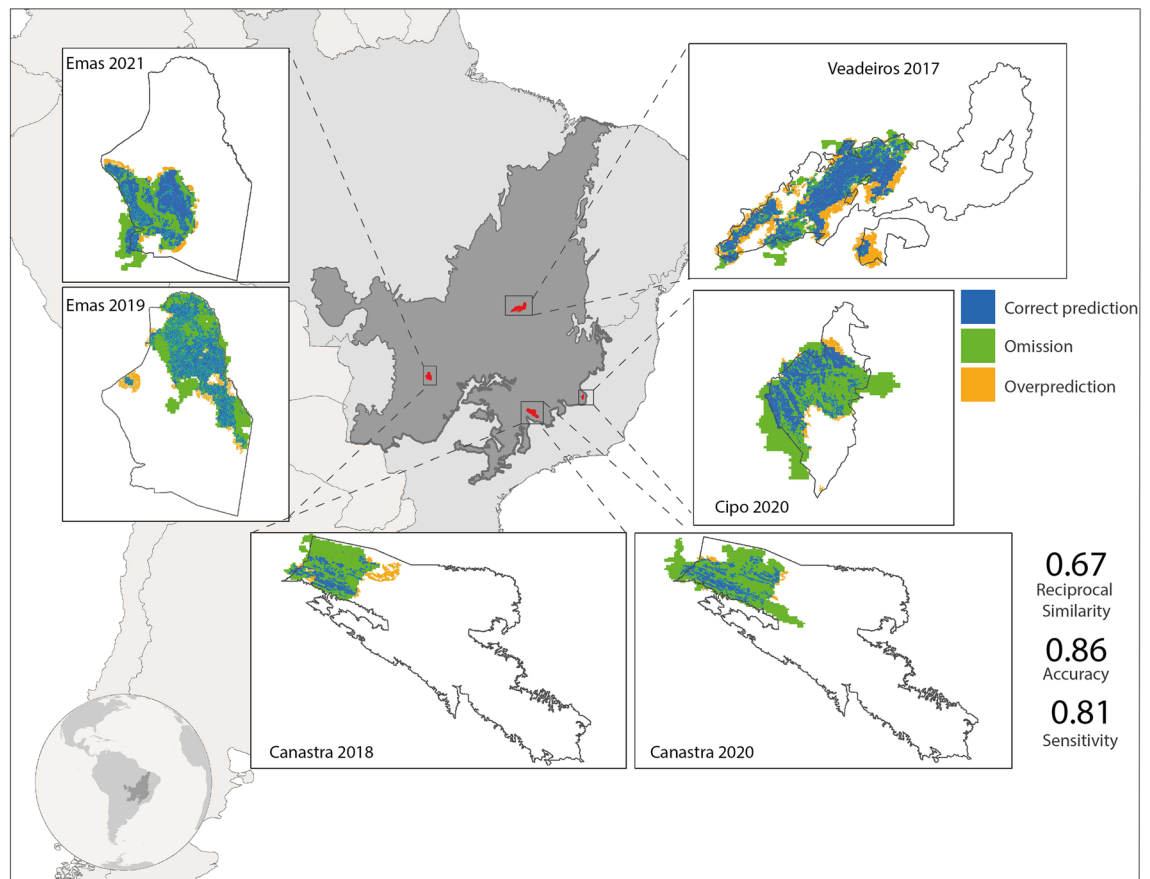 Emas 2021
Veadeiros 2017
Emas 2019
Correct prediction
Omission
Overprediction
Cipo 2020
Canastra 2018
Canastra 2020
0.67
Reciprocal
Similarity
0.86
Accuracy
0.81
Sensitivity